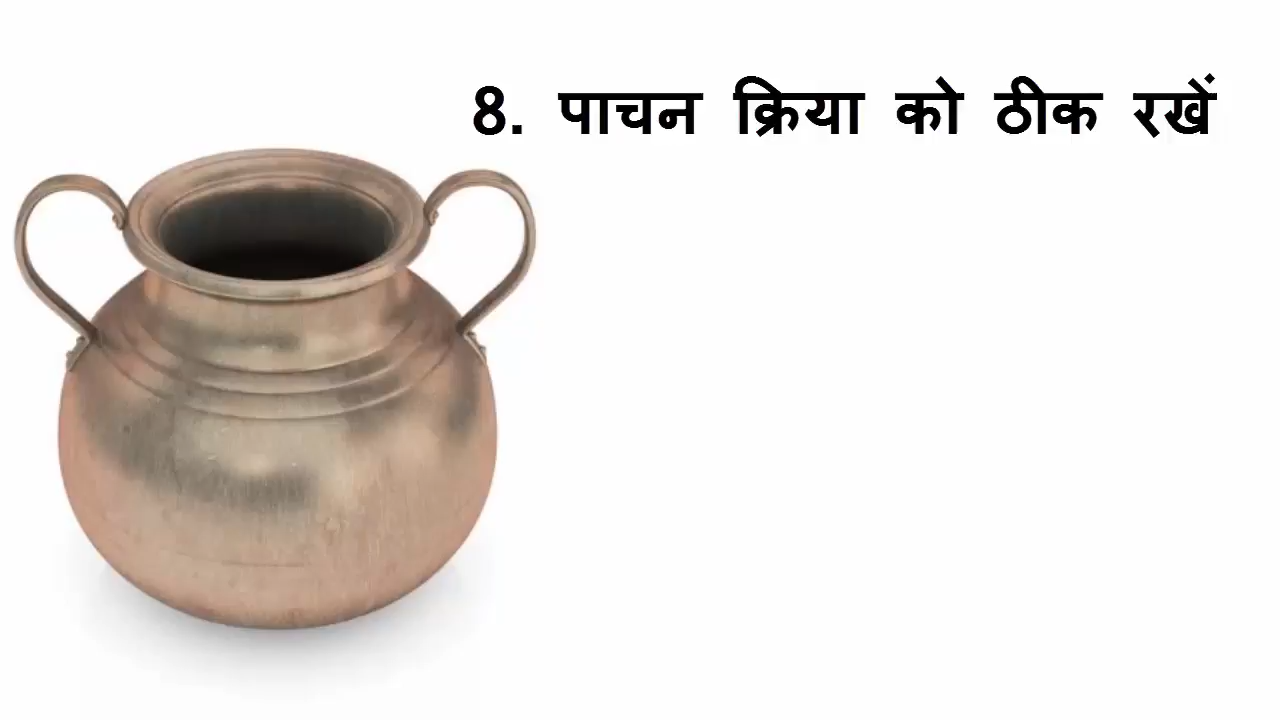 8. पाचन क्रिया को ठीक रखें